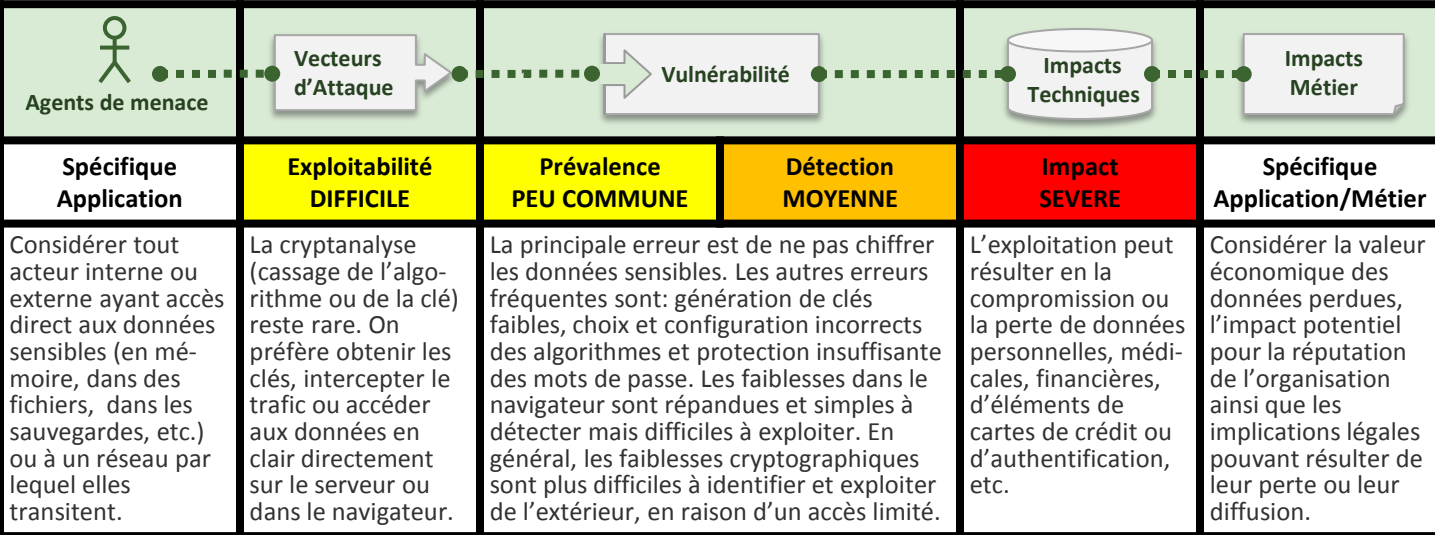 Agents de menace
Vecteurs
d’Attaque
Vulnérabilité
Impacts
Techniques
Impacts
Métier
Spécifique
Application
Exploitabilité
DIFFICILE
Prévalence
PEU COMMUNE
Détection
MOYENNE
Impact
SEVERE
Spécifique
Application/Métier
Considérer tout
acteur interne ou
externe ayant accès
direct aux données
sensibles (en mé-
moire, dans des
fichiers, dans les
sauvegardes, etc.)
ou à un réseau par
lequel elles
transitent.
La cryptanalyse
(cassage de l’algo-
rithme ou de la clé)
reste rare. On
préfère obtenir les
clés, intercepter le
trafic ou accéder
aux données en
clair directement
sur le serveur ou
dans le navigateur.
La principale erreur est de ne pas chiffrer
les données sensibles. Les autres erreurs
fréquentes sont: génération de clés
faibles, choix et configuration incorrects
des algorithmes et protection insuffisante
des mots de passe. Les faiblesses dans le
navigateur sont répandues et simples à
détecter mais difficiles à exploiter. En
général, les faiblesses cryptographiques
sont plus difficiles à identifier et exploiter
de l’extérieur, en raison d’un accès limité.
L’exploitation peut
résulter en la
compromission ou
la perte de données
personnelles, médi-
cales, financières,
d’éléments de
cartes de crédit ou
d’authentification,
etc.
Considérer la valeur
économique des
données perdues,
l’impact potentiel
pour la réputation
de l’organisation
ainsi que les
implications légales
pouvant résulter de
leur perte ou leur
diffusion.